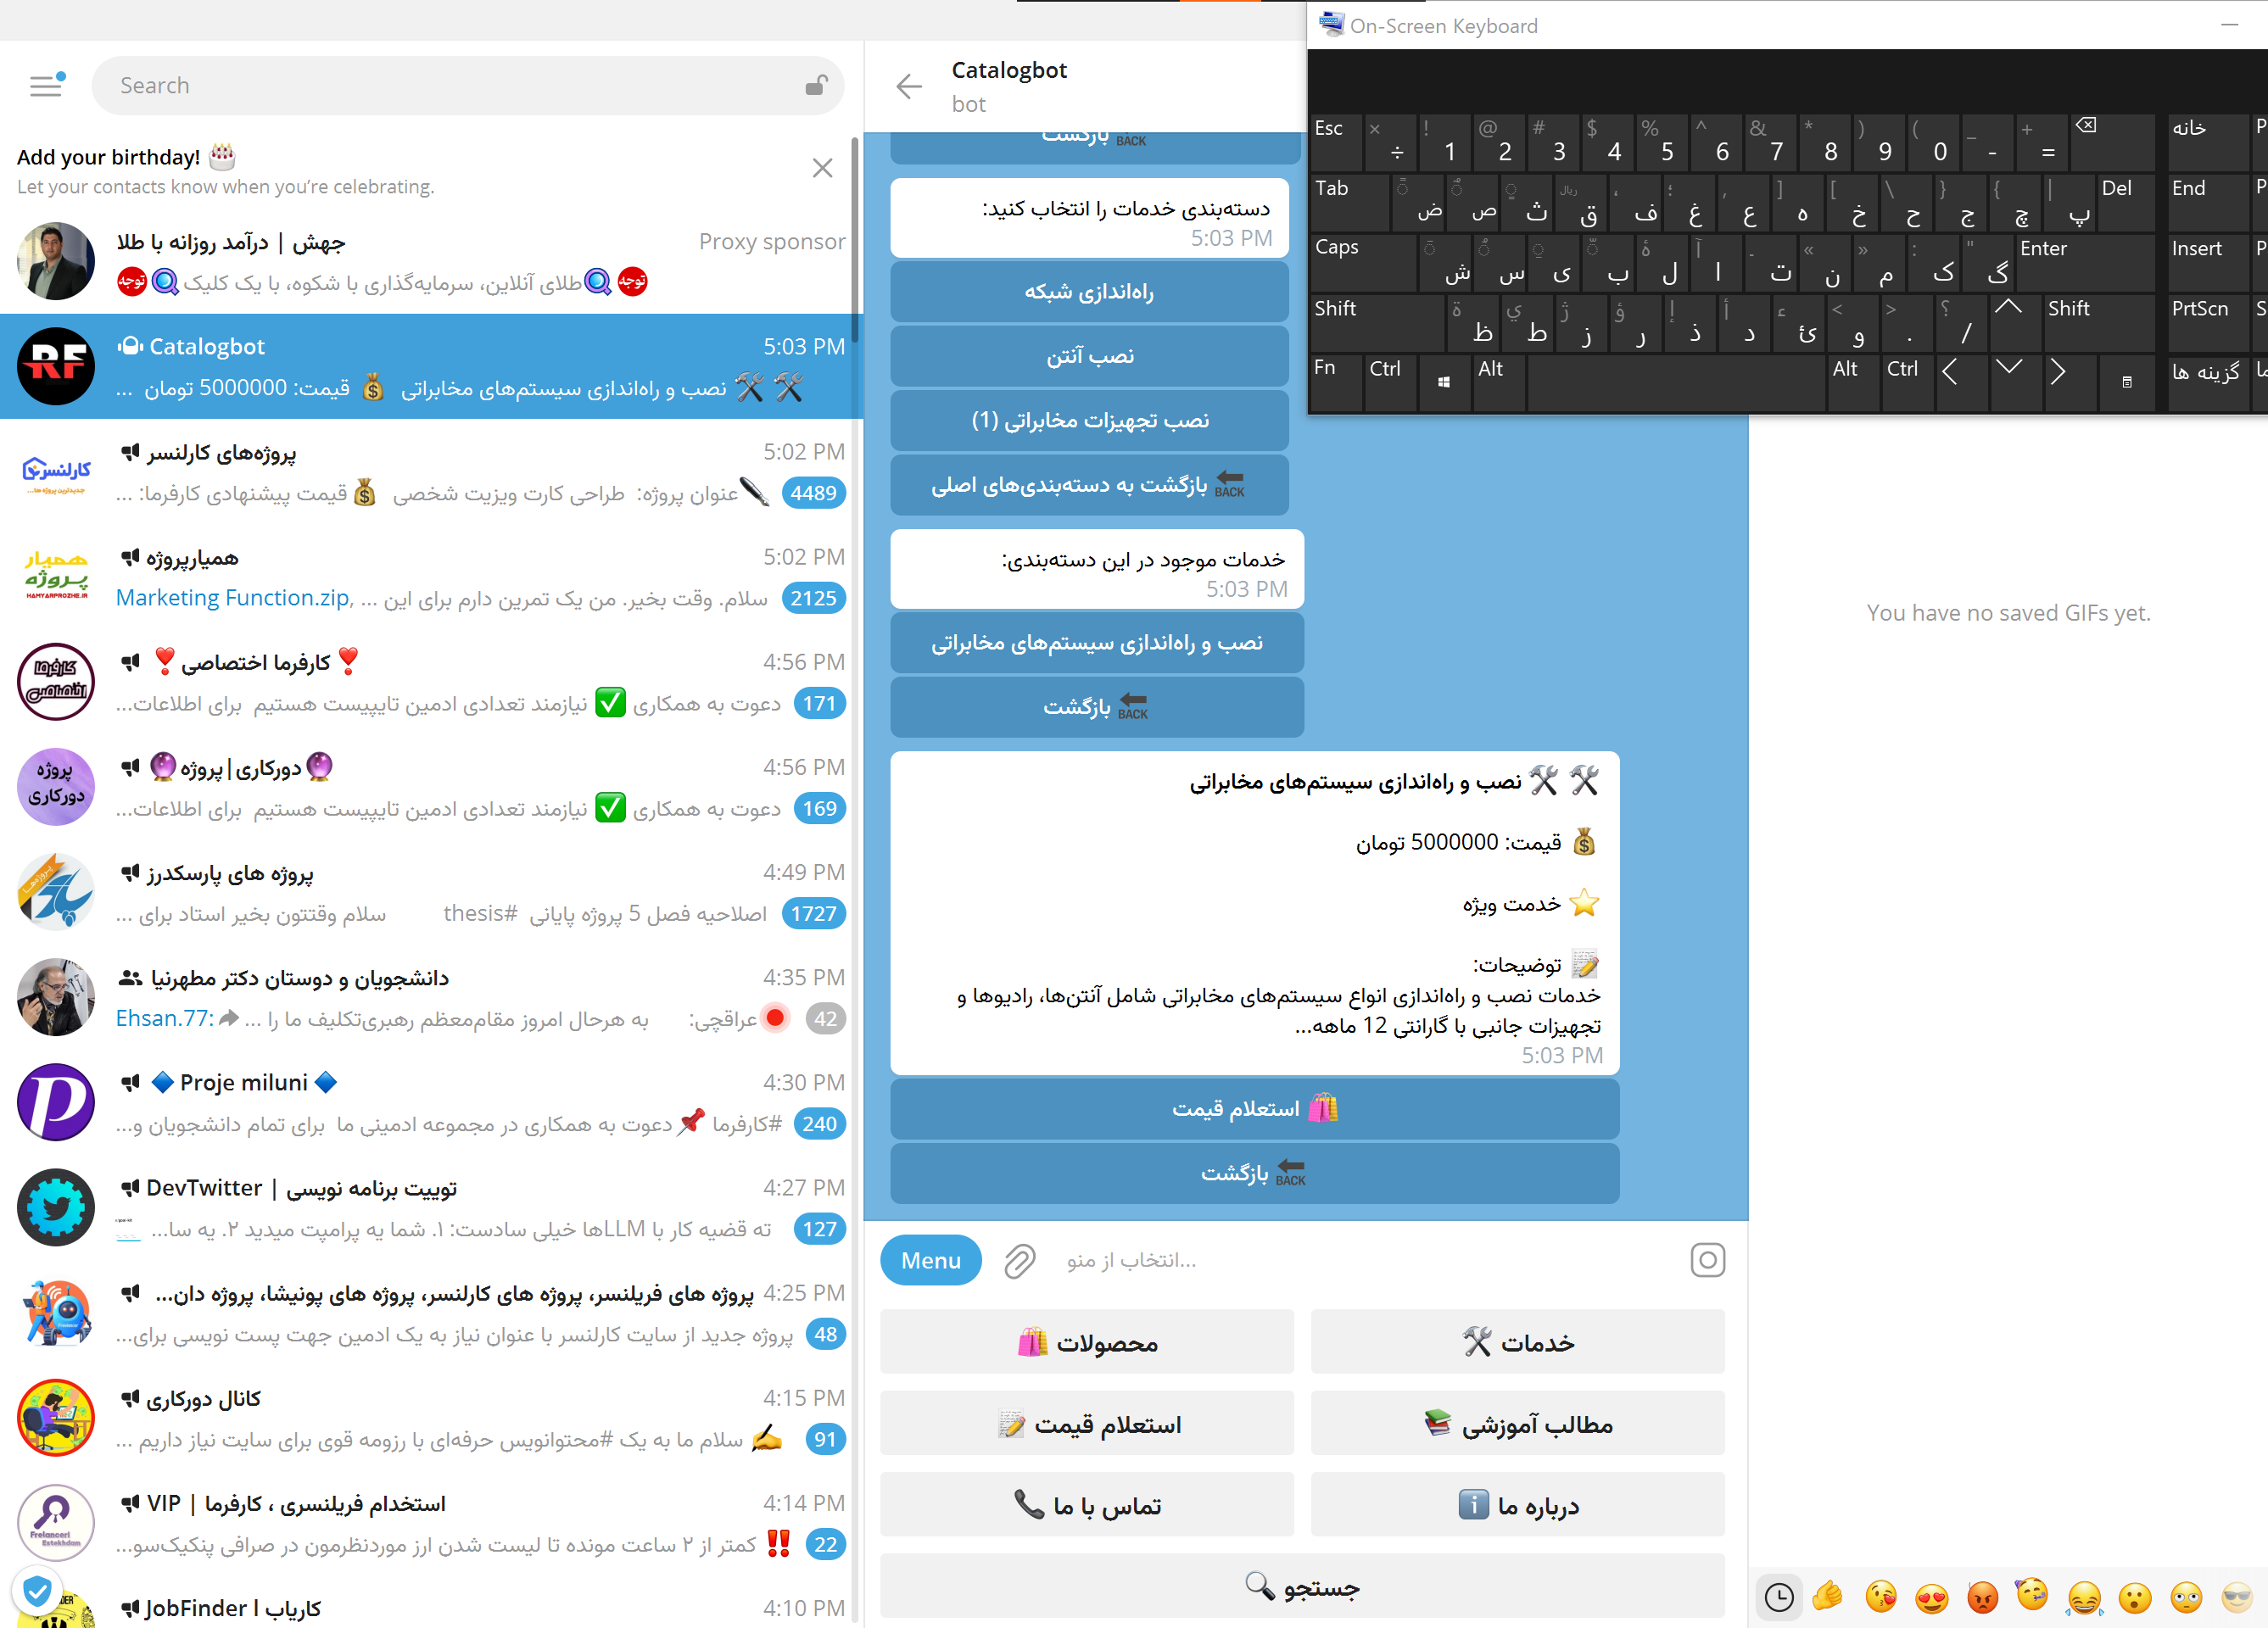 Search
Add your birthday! 🎂
Let your contacts know when you're celebrating.
جهش | درآمد روزانه با طلا
Proxy sponsor
توجه طلای آنلاین، سرمایه‌گذاری با شکوه، با یک کلیک توجه
RF
Catalogbot
5:03 PM
🛠 🛠 نصب و راه‌اندازی سیستم‌های مخابراتی 💰 قیمت: 5000000 تومان ...
کارلنسر
پروژه‌های کارلنسر
5:02 PM
عنوان پروژه: طراحی کارت ویزیت شخصی 💰 قیمت پیشنهادی کارفرما: ...
4489
همیار
پروژه
HAMYARPROZHE.IR
همیارپروژه
5:02 PM
Marketing Function.zip, سلام. وقت بخیر. من یک تمرین دارم برای این ...
2125
کارفرما
اختصاصی
❣ کارفرما اختصاصی ❣
4:56 PM
دعوت به همکاری ✅ نیازمند تعدادی ادمین تایپیست هستیم برای اطلاعات...
171
پروژه
دورکاری
🔮دورکاری|پروژه🔮
4:56 PM
دعوت به همکاری ✅ نیازمند تعدادی ادمین تایپیست هستیم برای اطلاعات...
169
پروژه های پارسکدرز
4:49 PM
اصلاحیه فصل 5 پروژه پایانی #thesis سلام وقتتون بخیر استاد برای ...
1727
دانشجویان و دوستان دکتر مطهرنیا
4:35 PM
Ehsan.77: 🔴عراقچی: به هرحال امروز مقام‌معظم رهبری‌تکلیف ما را ...
42
P
🔷 Proje miluni 🔷
4:30 PM
#کارفرما 📌دعوت به همکاری در مجموعه ادمینی ما برای تمام دانشجویان و...
240
DevTwitter | توییت برنامه نویسی
4:27 PM
ته قضیه کار با LLMها خیلی سادست: ۱. شما یه پرامپت میدید ۲. یه سا...
127
پروژه های فریلنسر، پروژه های کارلنسر، پروژه های پونیشا، پروژه دان...
4:25 PM
پروژه جدید از سایت کارلنسر با عنوان نیاز به یک ادمین جهت پست نویسی برای...
48
کانال دورکاری
4:15 PM
✍ سلام ما به یک #محتوانویس حرفه‌ای با رزومه قوی برای سایت نیاز داریم ...
91
Frelanceri
Estekhdam
استخدام فریلنسری ، کارفرما | VIP
4:14 PM
‼ کمتر از ۲ ساعت مونده تا لیست شدن ارز موردنظرمون در صرافی پنکیک‌سو...
22
JobFinder | کاریاب
4:10 PM
Catalogbot
bot
بازگشت BACK
دسته‌بندی خدمات را انتخاب کنید:
5:03 PM
راه‌اندازی شبکه
نصب آنتن
نصب تجهیزات مخابراتی (1)
BACK بازگشت به دسته‌بندی‌های اصلی
خدمات موجود در این دسته‌بندی:
5:03 PM
نصب و راه‌اندازی سیستم‌های مخابراتی
BACK بازگشت
🛠 🛠 نصب و راه‌اندازی سیستم‌های مخابراتی
💰 قیمت: 5000000 تومان
⭐ خدمت ویژه
📝 توضیحات:
خدمات نصب و راه‌اندازی انواع سیستم‌های مخابراتی شامل آنتن‌ها، رادیوها و
تجهیزات جانبی با گارانتی 12 ماهه...
5:03 PM
🛍 استعلام قیمت
BACK بازگشت
Menu
انتخاب از منو...
محصولات 🛍
خدمات 🛠
استعلام قیمت 📝
مطالب آموزشی 📚
تماس با ما 📞
درباره ما ℹ
جستجو 🔍
On-Screen Keyboard
Esc × ÷ ! 1 @ 2 # 3 $ 4 % 5 ^ 6 & 7 * 8 ) 9 ( 0 _ - + = خانه P
Tab ض ص ث ریال ق ، ف ؛ غ , ع ] ه [ خ \ ح } ج { چ | پ Del End P
Caps ش س ی ب ۀ ل آ ا ـ ت « ن » م : ک " گ Enter Insert P
Shift ة ظ ي ط ژ ز ؤ ر إ ذ أ د ء ئ < و > . ؟ / Shift PrtScn S
Fn Ctrl Alt Alt Ctrl گزینه ها
You have no saved GIFs yet.